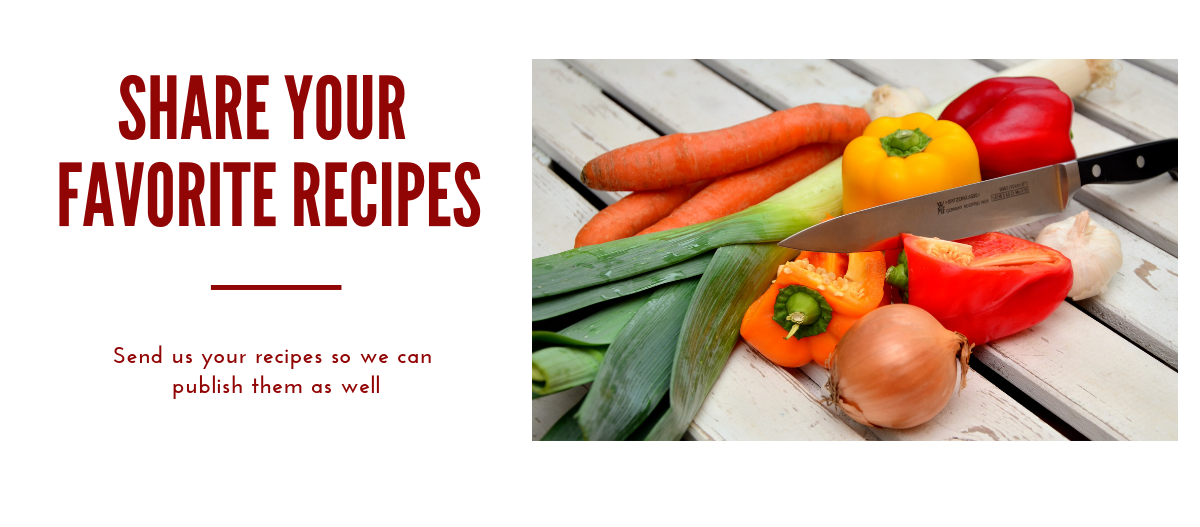 SHARE YOUR
FAVORITE RECIPES
Send us your recipes so we can
publish them as well